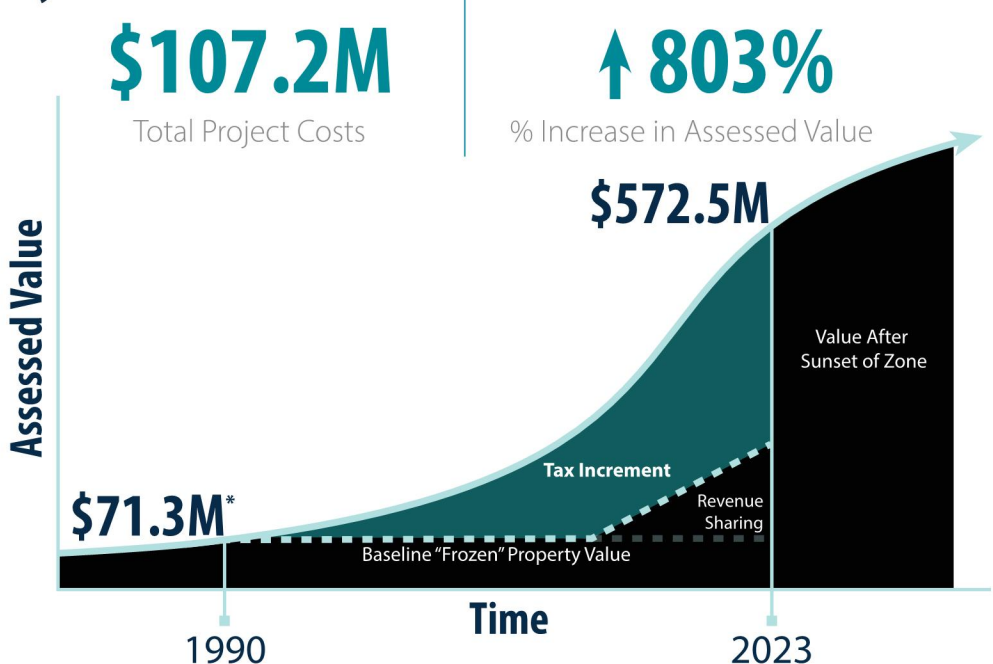 $107.2M
Total Project Costs
803%
% Increase in Assessed Value
$572.5M
Assessed Value
Value After
Sunset of Zone
Tax Increment
$71.3M*
Revenue
Sharing
Baseline “Frozen” Property Value
Time
1990
2023